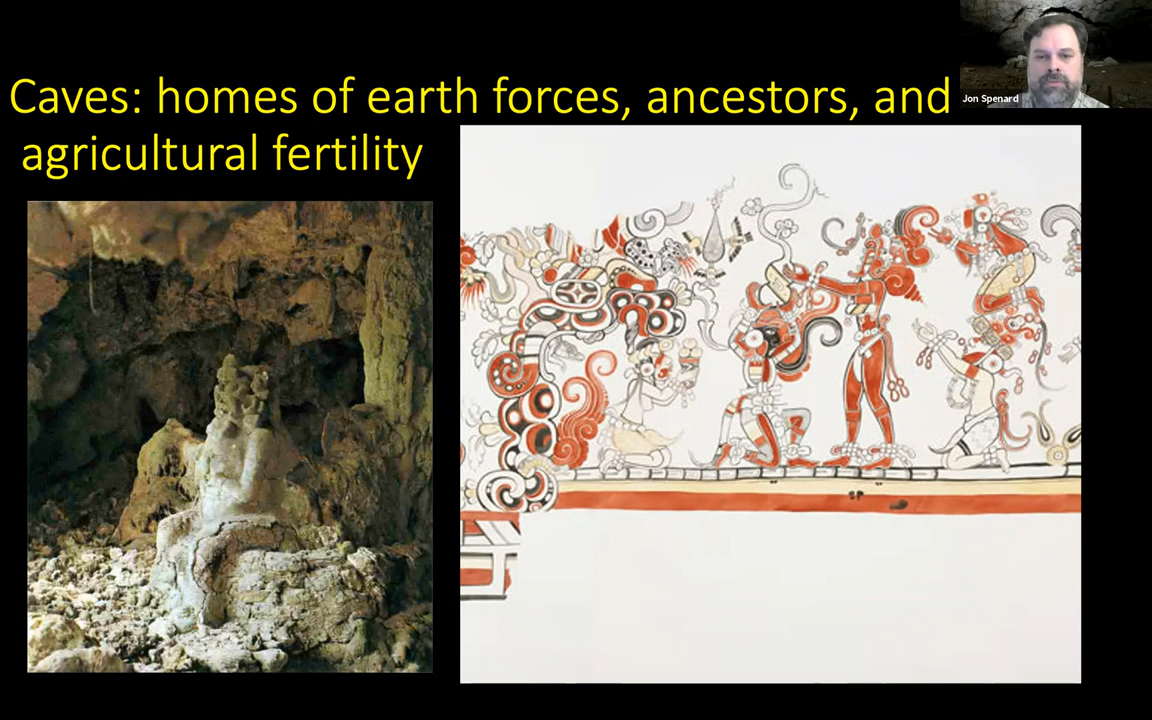 Caves: homes of earth forces, ancestors, and
agricultural fertility
Jon Spenard